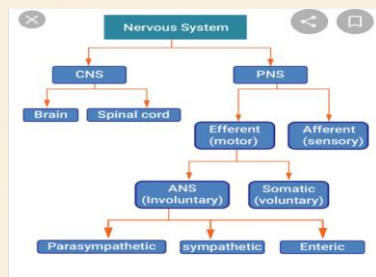 Nervous System
CNS
PNS
Brain
Spinal cord
Efferent
(motor)
Afferent
(sensory)
ANS
(Involuntary)
Somatic
(voluntary)
Parasympathetic
sympathetic
Enteric